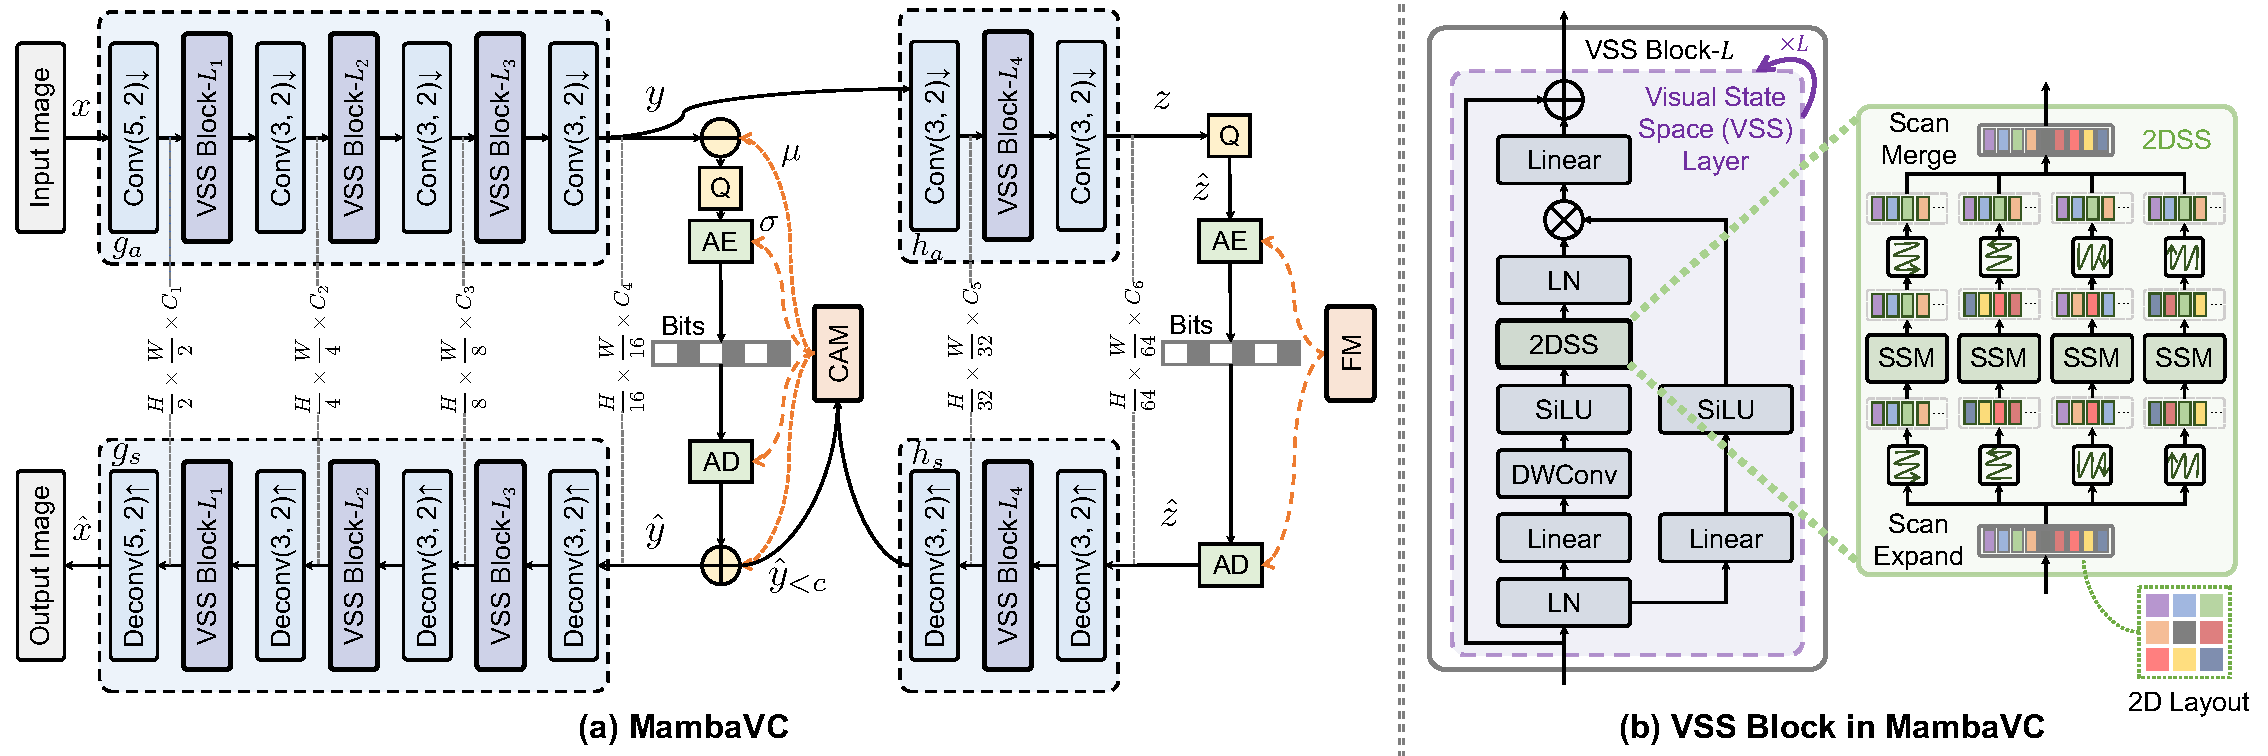 Input Image
x
Conv(5, 2)↓
VSS Block-L₁
Conv(3, 2)↓
VSS Block-L₂
Conv(3, 2)↓
VSS Block-L₃
Conv(3, 2)↓
gₐ
y
μ
Q
σ
AE
Bits
AD
CAM
Conv(3, 2)↓
VSS Block-L₄
Conv(3, 2)↓
hₐ
z
Q
ẑ
AE
Bits
FM
AD
ẑ
H/2 × W/2 × C₁
H/4 × W/4 × C₂
H/8 × W/8 × C₃
H/16 × W/16 × C₄
H/32 × W/32 × C₅
H/64 × W/64 × C₆
Output Image
x̂
gₛ
Deconv(5, 2)↑
VSS Block-L₁
Deconv(3, 2)↑
VSS Block-L₂
Deconv(3, 2)↑
VSS Block-L₃
Deconv(3, 2)↑
ŷ
ŷ<c
hₛ
Deconv(3, 2)↑
VSS Block-L₄
Deconv(3, 2)↑
(a) MambaVC
VSS Block-L
×L
Visual State
Space (VSS)
Layer
Linear
LN
2DSS
SiLU
DWConv
Linear
LN
SiLU
Linear
Scan
Merge
2DSS
...
...
...
...
...
...
...
...
SSM
SSM
SSM
SSM
...
...
...
...
Scan
Expand
2D Layout
(b) VSS Block in MambaVC